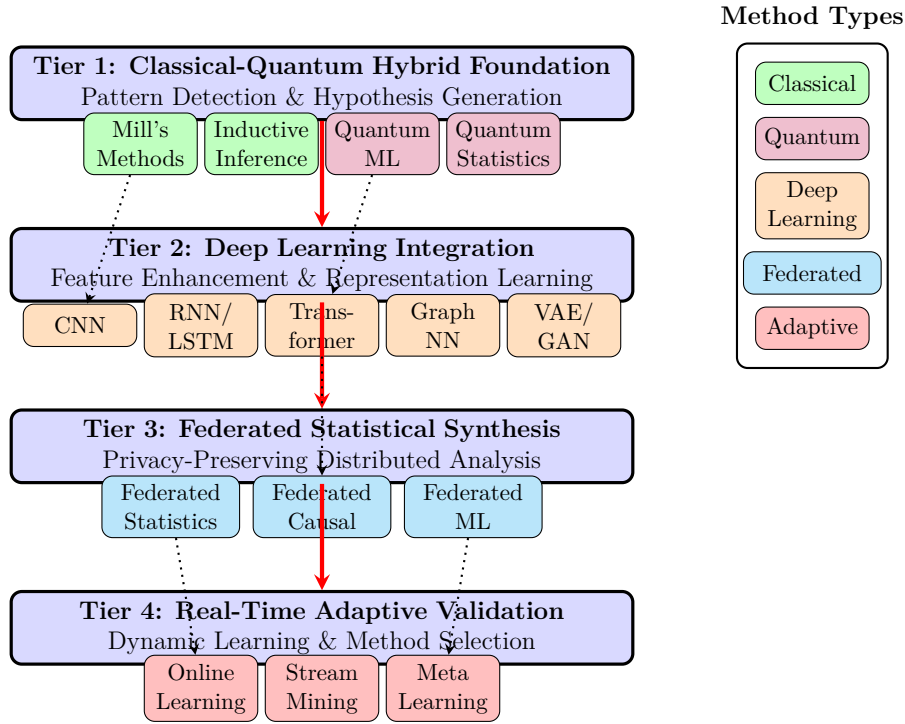 Method Types
Tier 1: Classical-Quantum Hybrid Foundation
Pattern Detection & Hypothesis Generation
Mill's
Methods
Inductive
Inference
Quantum
ML
Quantum
Statistics
Tier 2: Deep Learning Integration
Feature Enhancement & Representation Learning
CNN
RNN/
LSTM
Trans-
former
Graph
NN
VAE/
GAN
Tier 3: Federated Statistical Synthesis
Privacy-Preserving Distributed Analysis
Federated
Statistics
Federated
Causal
Federated
ML
Tier 4: Real-Time Adaptive Validation
Dynamic Learning & Method Selection
Online
Learning
Stream
Mining
Meta
Learning
Classical
Quantum
Deep
Learning
Federated
Adaptive